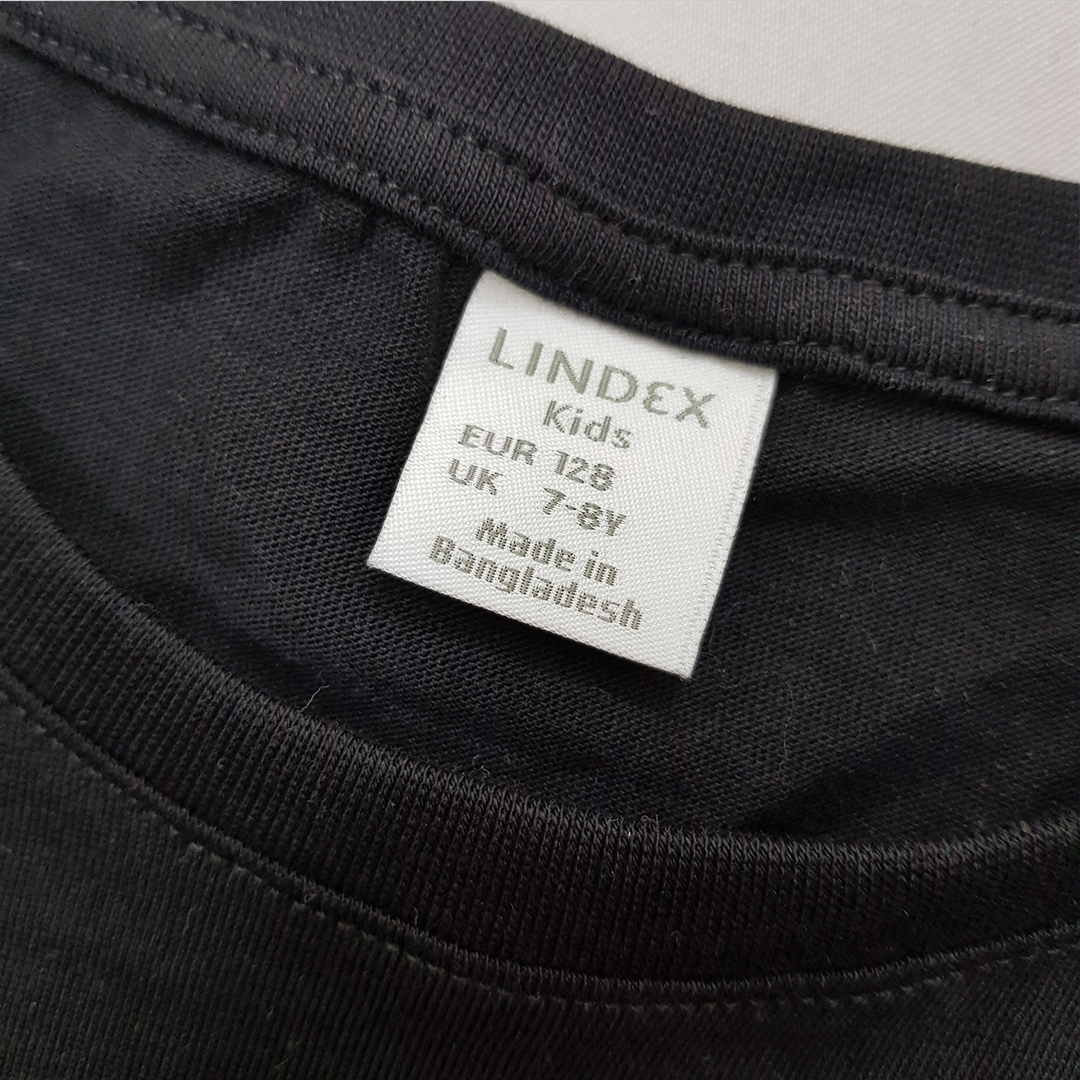 LINDEX
Kids
EUR 128
UK 7-8Y
Made in
Bangladesh